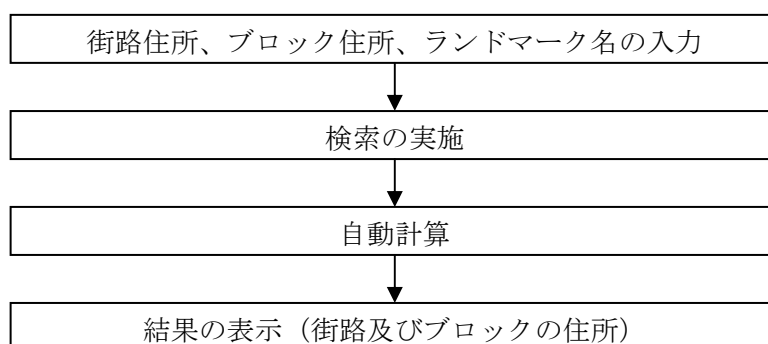 街路住所、ブロック住所、ランドマーク名の入力
検索の実施
自動計算
結果の表示（街路及びブロックの住所）